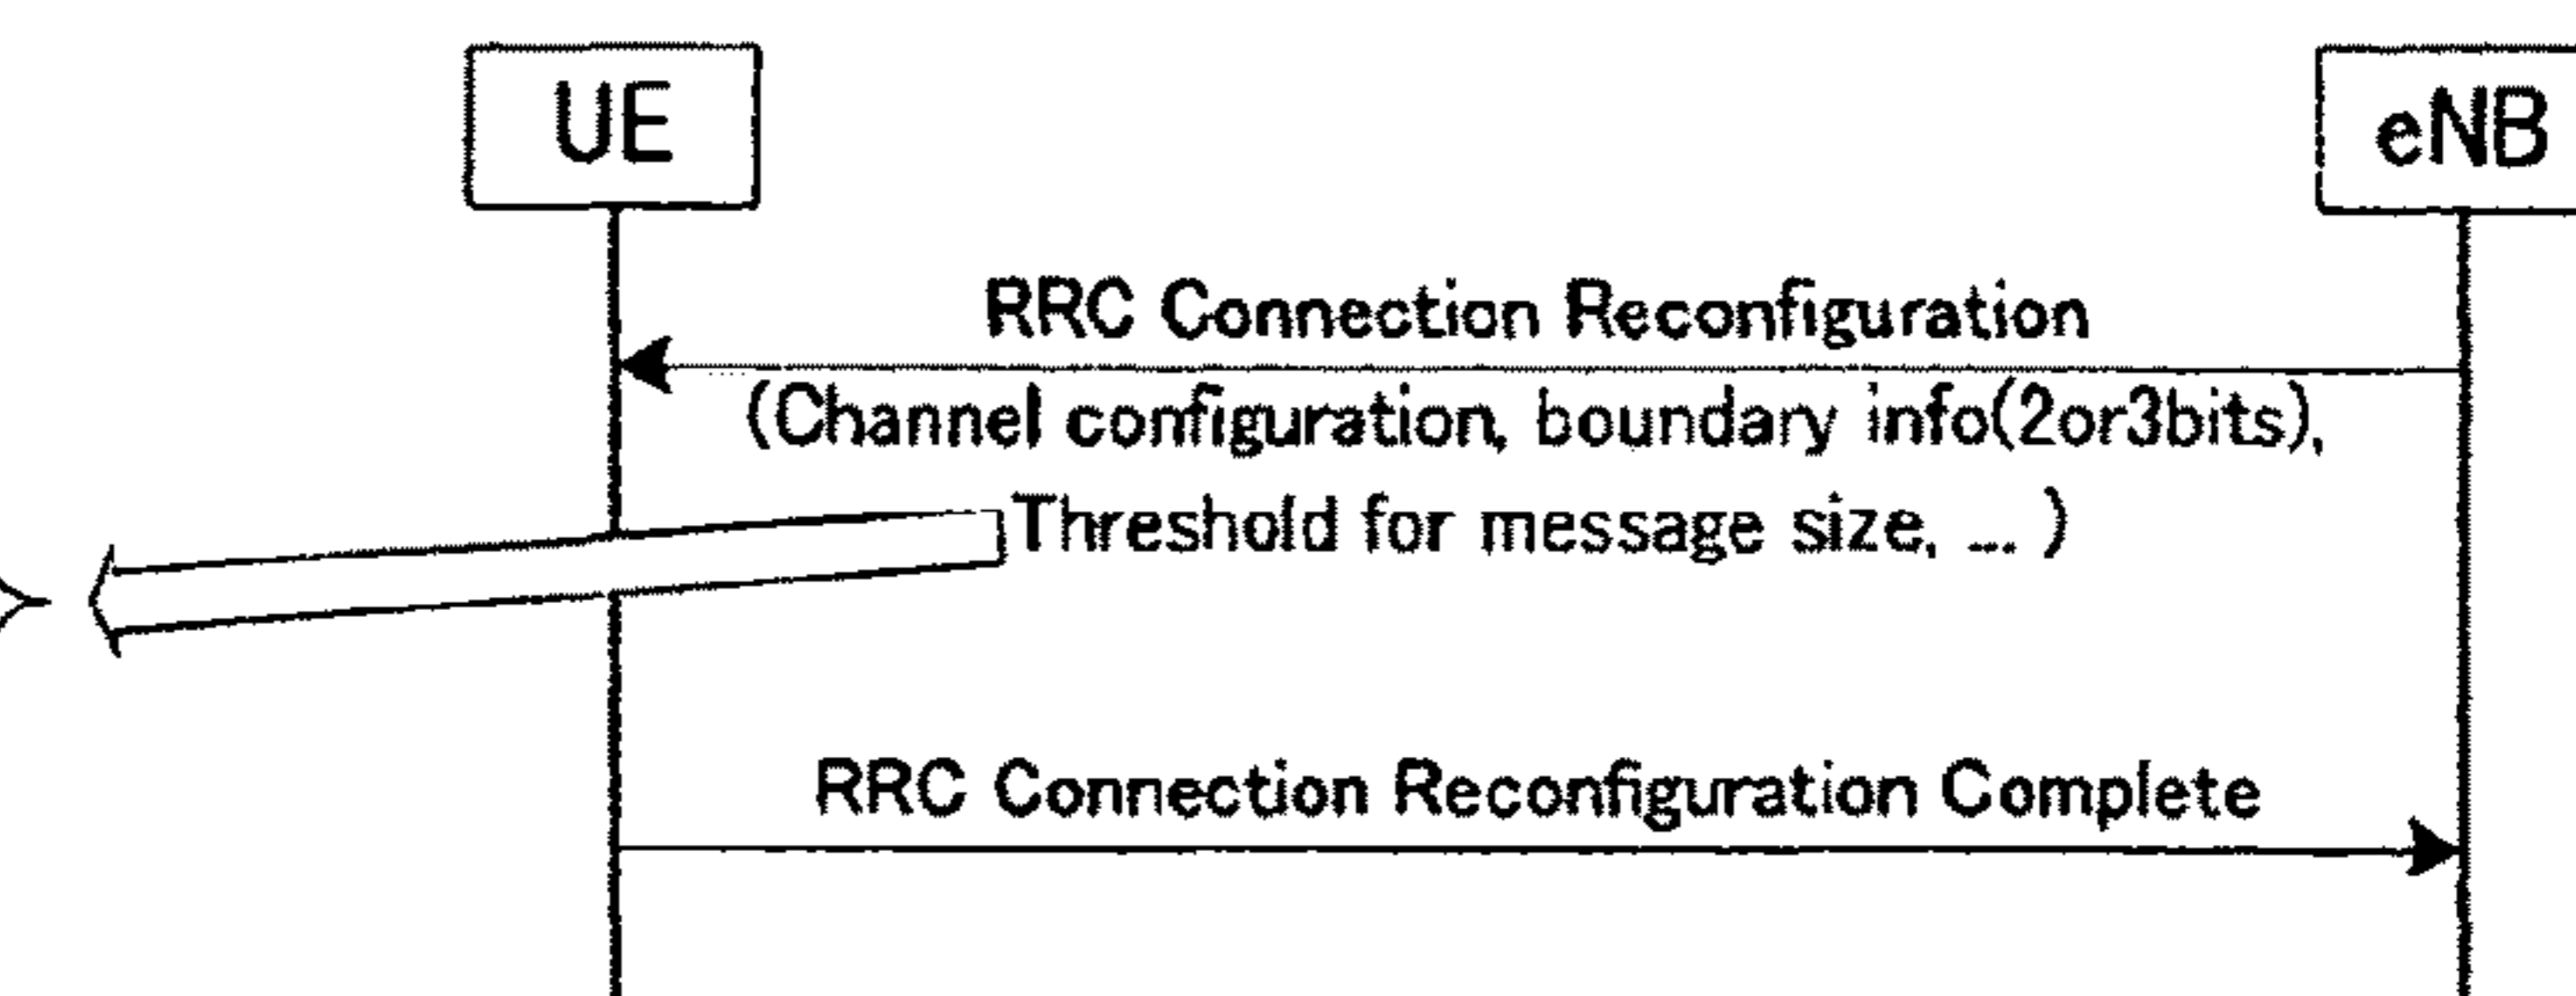 UE
eNB
RRC Connection Reconfiguration
(Channel configuration, boundary info(2or3bits),
Threshold for message size, ... )
RRC Connection Reconfiguration Complete